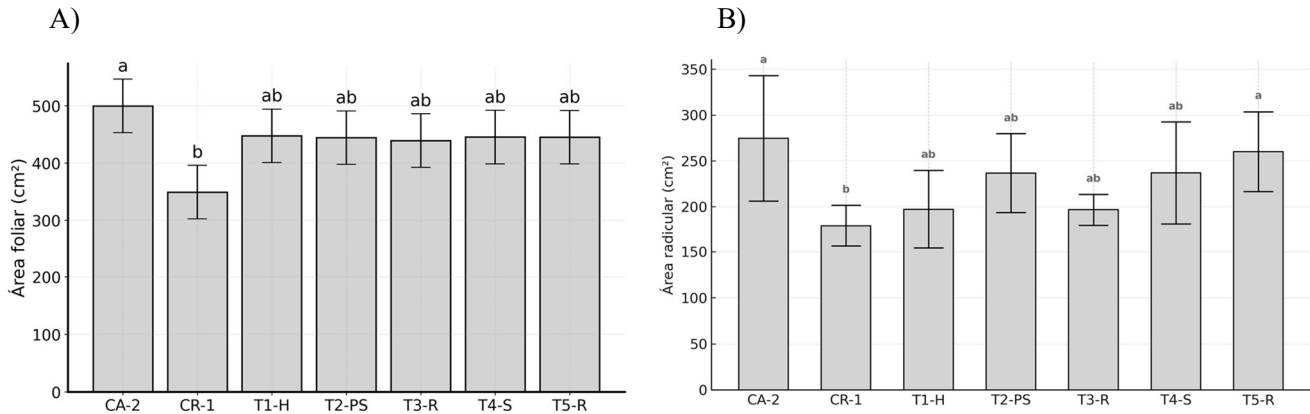 A)
Área foliar (cm²)
500
400
300
200
100
0
a
b
ab
ab
ab
ab
ab
CA-2 CR-1 T1-H T2-PS T3-R T4-S T5-R
B)
Área radicular (cm²)
350
300
250
200
150
100
50
0
a
b
ab
ab
ab
ab
a
CA-2 CR-1 T1-H T2-PS T3-R T4-S T5-R